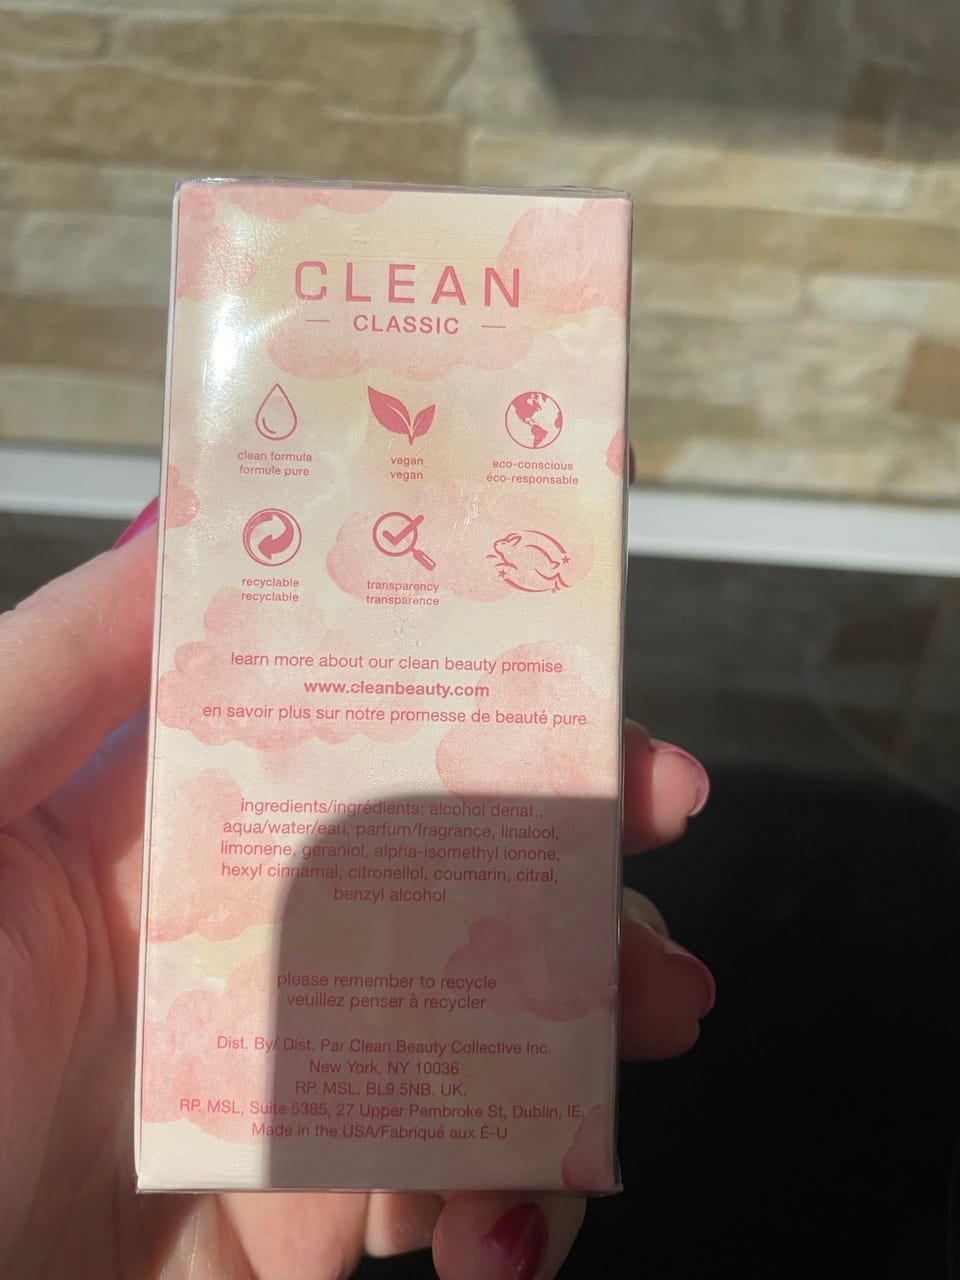 CLEAN
— CLASSIC —
clean formula
formule pure
vegan
vegan
eco-conscious
éco-responsable
recyclable
recyclable
transparency
transparence
learn more about our clean beauty promise
www.cleanbeauty.com
en savoir plus sur notre promesse de beauté pure
ingredients/ingrédients: alcohol denat.,
aqua/water/eau, parfum/fragrance, linalool,
limonene, geraniol, alpha-isomethyl ionone,
hexyl cinnamal, citronellol, coumarin, citral,
benzyl alcohol
please remember to recycle
veuillez penser à recycler
Dist. By/ Dist. Par Clean Beauty Collective Inc.
New York, NY 10036
RP. MSL, BL9 5NB. UK.
RP. MSL, Suite 5385, 27 Upper Pembroke St, Dublin, IE.
Made in the USA/Fabriqué aux É-U